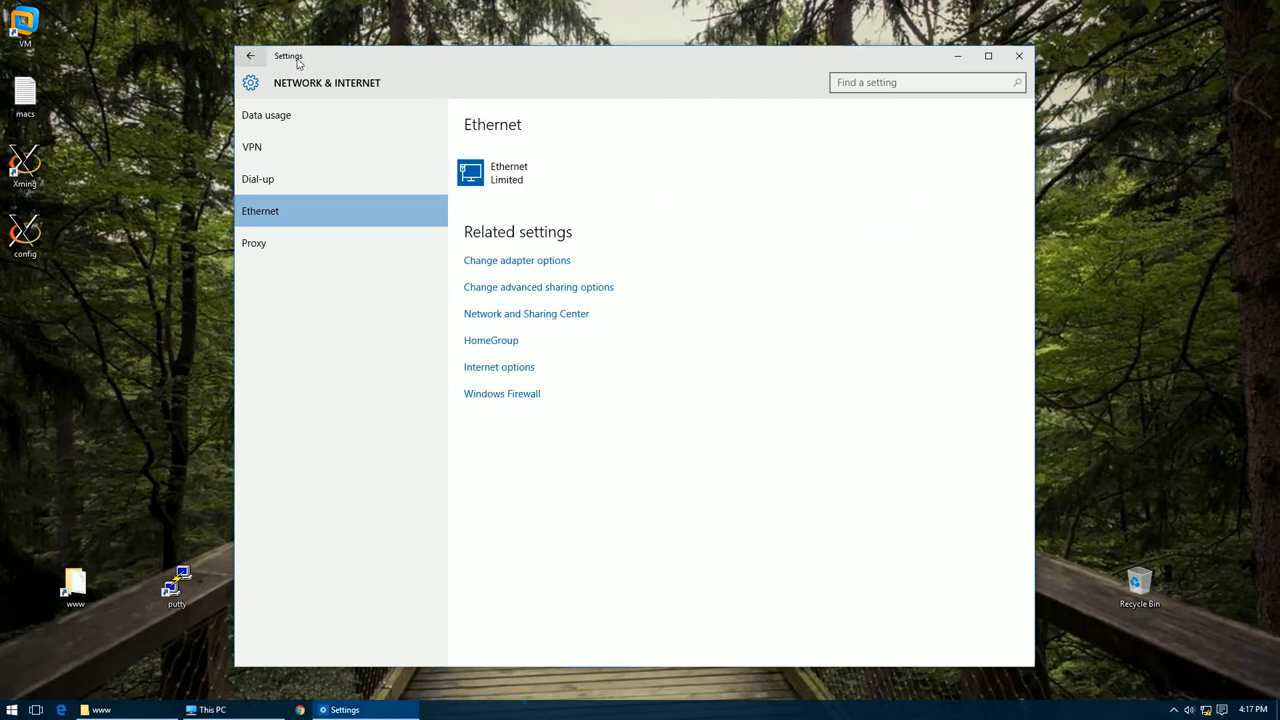 VM
macs
Xming
config
www
putty
Recycle Bin
Settings
NETWORK & INTERNET
Find a setting
Data usage
VPN
Dial-up
Ethernet
Proxy
Ethernet
Ethernet
Limited
Related settings
Change adapter options
Change advanced sharing options
Network and Sharing Center
HomeGroup
Internet options
Windows Firewall
www
This PC
Settings
4:17 PM